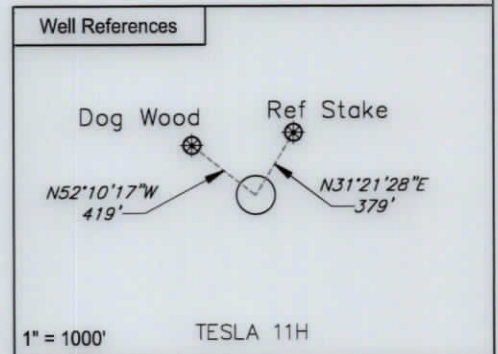 Well References
Dog Wood
Ref Stake
N52°10'17"W
419'
N31°21'28"E
379'
1" = 1000'
TESLA 11H